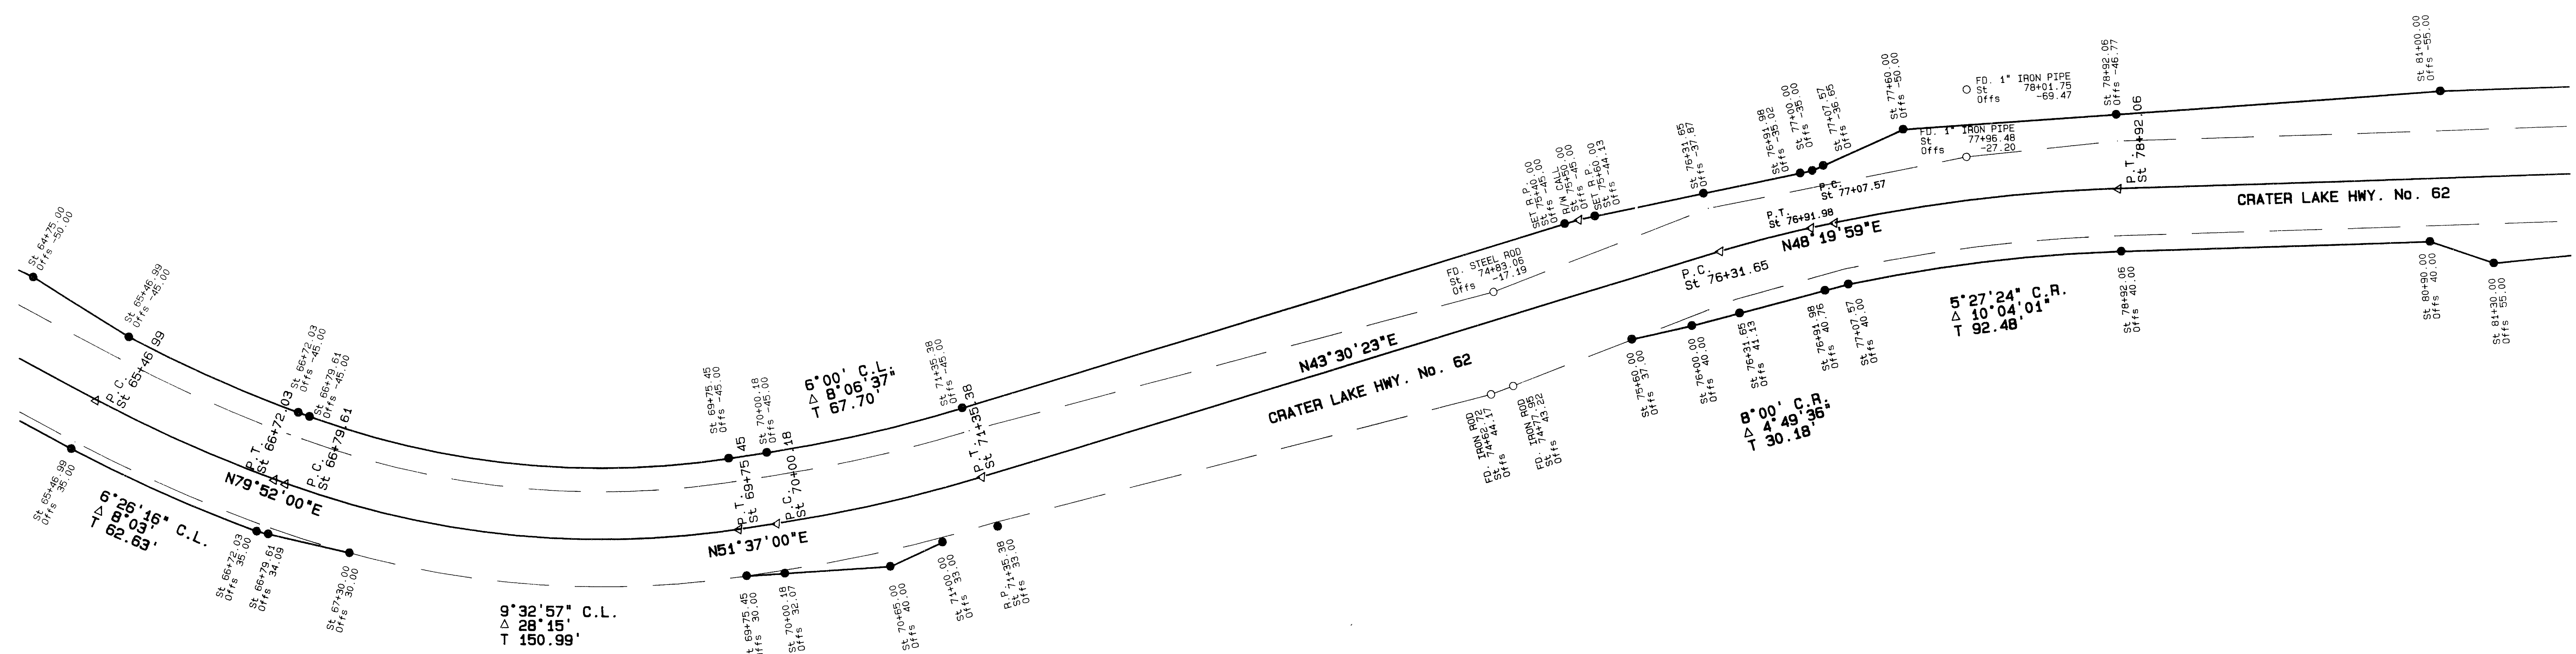 St 64+75.00
Offs -50.00
St 65+46.99
Offs -45.00
P.C.
St 65+46.99
St 65+46.99
Offs 35.00
6°26'16" C.L.
Δ 8°03'
T 62.63'
St 66+72.03
Offs -45.00
St 66+79.61
Offs -45.00
P.T.
St 66+72.03
P.C.
St 66+79.61
N79°52'00"E
St 66+72.03
Offs 35.00
St 66+79.61
Offs 34.09
St 67+30.00
Offs 30.00
9°32'57" C.L.
Δ 28°15'
T 150.99'
St 69+75.45
Offs -45.00
St 70+00.18
Offs -45.00
6°00' C.L.
Δ 8°06'37"
T 67.70'
P.T.
St 69+75.45
P.C.
St 70+00.18
N51°37'00"E
t 69+75.45
Offs 30.00
St 70+00.18
Offs 32.07
St 70+65.00
Offs 40.00
St 71+00.00
Offs 33.00
R.P.
St 71+35.38
Offs 33.00
St 71+35.38
Offs -45.00
P.T.
St 71+35.38
N43°30'23"E
CRATER LAKE HWY. No. 62
FD. STEEL ROD
St 74+83.06
Offs -17.19
FD. IRON ROD
St 74+62.72
Offs 44.17
FD. IRON ROD
St 74+77.95
Offs 43.22
SET R.P.
St 75+40.00
Offs -45.00
R/W CALL
St 75+50.00
Offs -45.00
SET R.P.
St 75+60.00
Offs -44.13
St 76+31.65
Offs -37.87
P.C.
St 76+31.65
St 75+60.00
Offs 37.00
St 76+00.00
Offs 40.00
St 76+31.65
Offs 41.13
St 76+91.98
Offs 40.76
St 77+07.57
Offs 40.00
8°00' C.R.
Δ 4°49'36"
T 30.18'
St 76+91.98
Offs -35.02
St 77+00.00
Offs -35.00
St 77+07.57
Offs -36.65
P.C.
St 77+07.57
P.T.
St 76+91.98
N48°19'59"E
St 77+60.00
Offs -50.00
FD. 1" IRON PIPE
St 78+01.75
Offs -69.47
FD. 1" IRON PIPE
St 77+96.48
Offs -27.20
5°27'24" C.R.
Δ 10°04'01"
T 92.48'
St 78+92.06
Offs -46.77
P.T.
St 78+92.06
St 78+92.06
Offs 40.00
CRATER LAKE HWY. No. 62
St 81+00.00
Offs -55.00
St 80+90.00
Offs 40.00
St 81+30.00
Offs 55.00